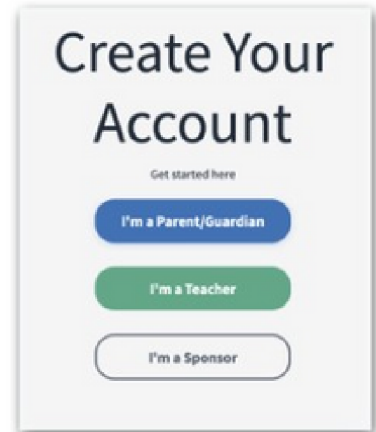 Create Your
Account
Get started here
I'm a Parent/Guardian
I'm a Teacher
I'm a Sponsor